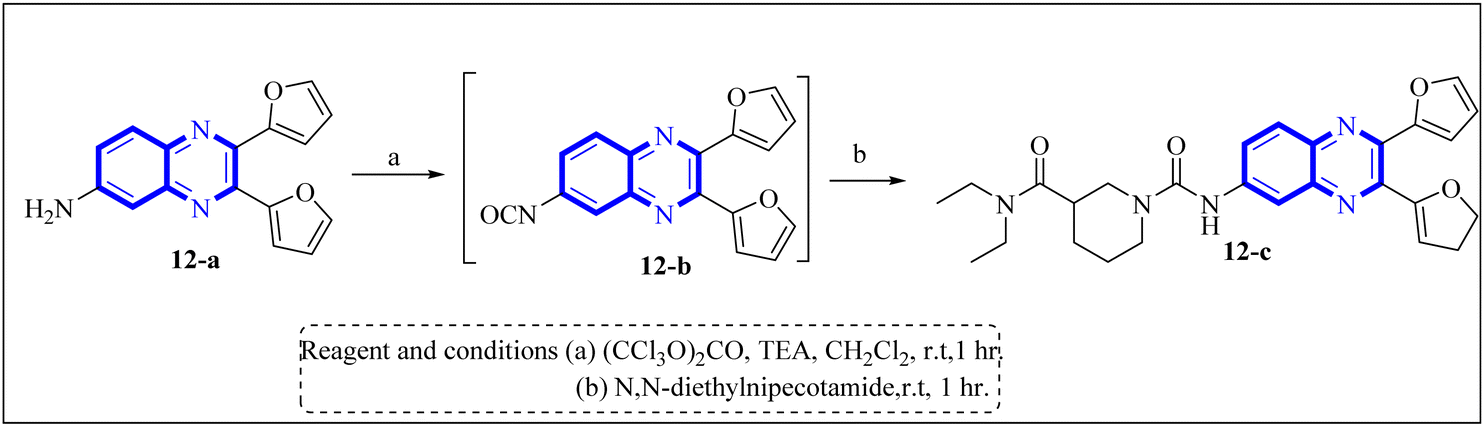 O
O
N
N
H₂N
12-a
a
O
O
N
N
OCN
12-b
b
O
O
N
N
N
H
O
O
N
N
12-c
Reagent and conditions (a) (CCl₃O)₂CO, TEA, CH₂Cl₂, r.t,1 hr.
(b) N,N-diethylnipecotamide,r.t, 1 hr.